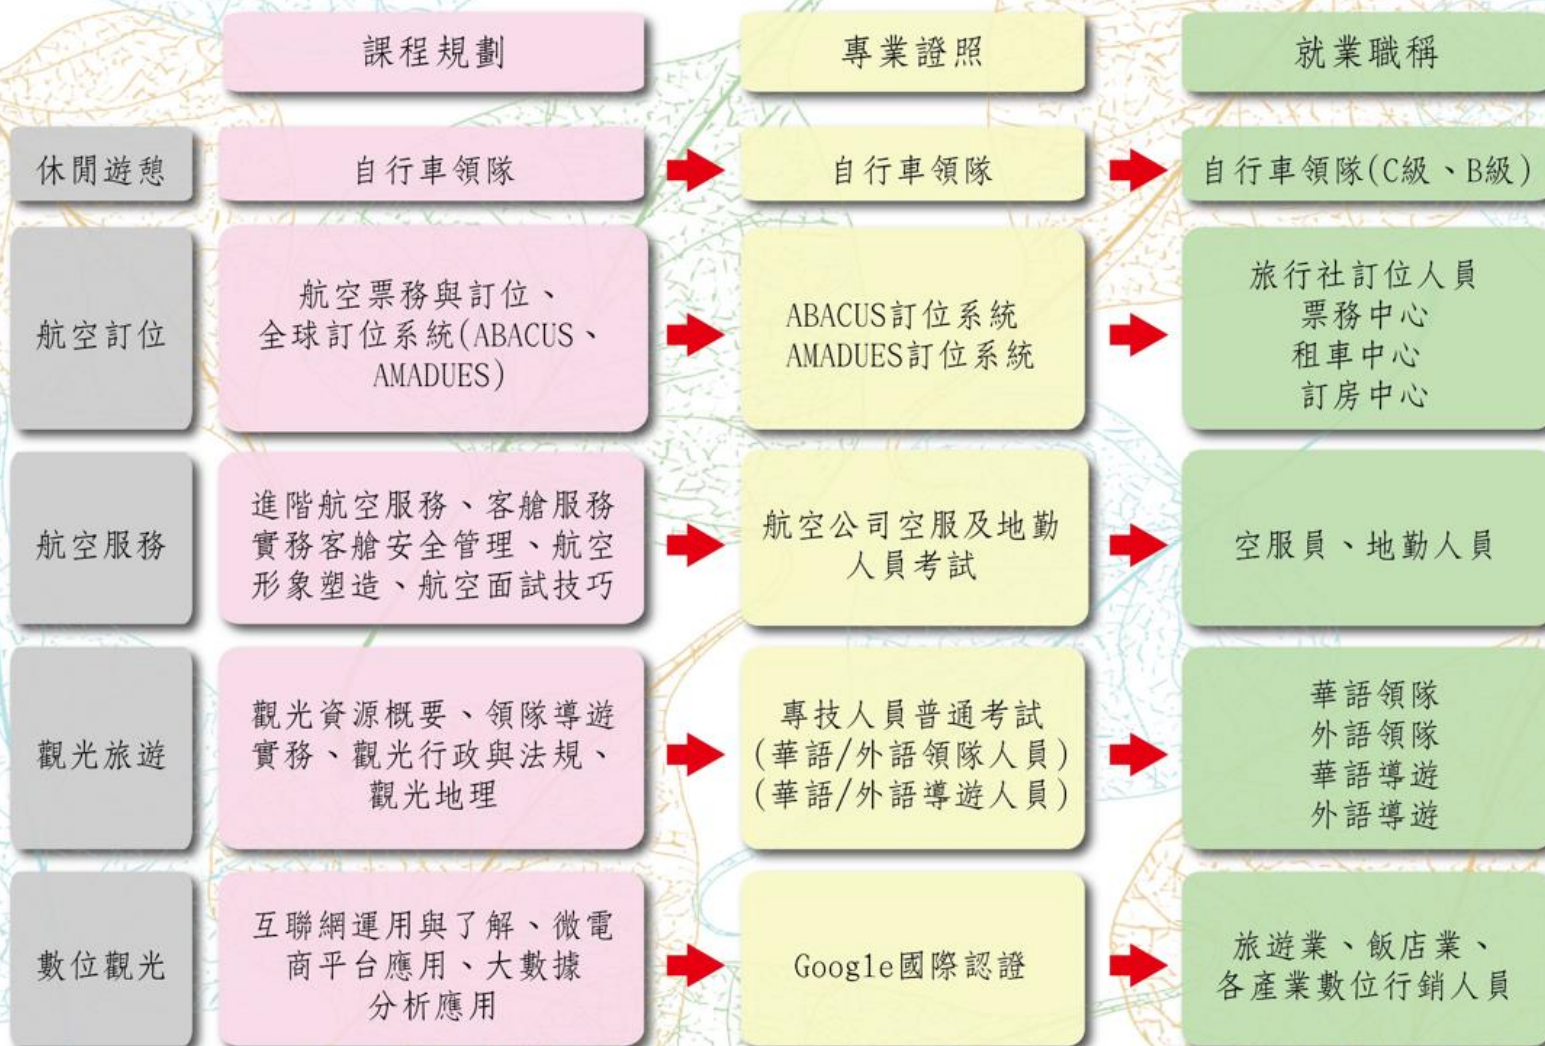 課程規劃
專業證照
就業職稱
休閒遊憩
自行車領隊
自行車領隊
自行車領隊(C級、B級)
航空訂位
航空票務與訂位、
全球訂位系統(ABACUS、
AMADUES)
ABACUS訂位系統
AMADUES訂位系統
旅行社訂位人員
票務中心
租車中心
訂房中心
航空服務
進階航空服務、客艙服務
實務客艙安全管理、航空
形象塑造、航空面試技巧
航空公司空服及地勤
人員考試
空服員、地勤人員
觀光旅遊
觀光資源概要、領隊導遊
實務、觀光行政與法規、
觀光地理
專技人員普通考試
(華語/外語領隊人員)
(華語/外語導遊人員)
華語領隊
外語領隊
華語導遊
外語導遊
數位觀光
互聯網運用與了解、微電
商平台應用、大數據
分析應用
Google國際認證
旅遊業、飯店業、
各產業數位行銷人員